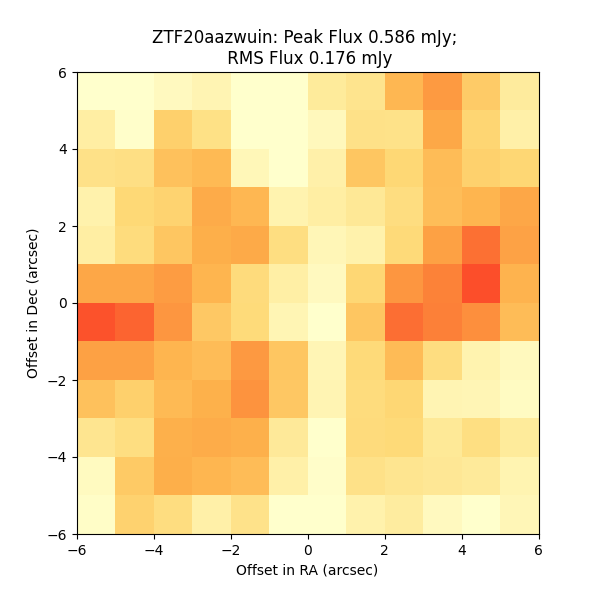 ZTF20aazwuin: Peak Flux 0.586 mJy;
RMS Flux 0.176 mJy
6
4
2
0
−2
−4
−6
Offset in Dec (arcsec)
−6 −4 −2 0 2 4 6
Offset in RA (arcsec)